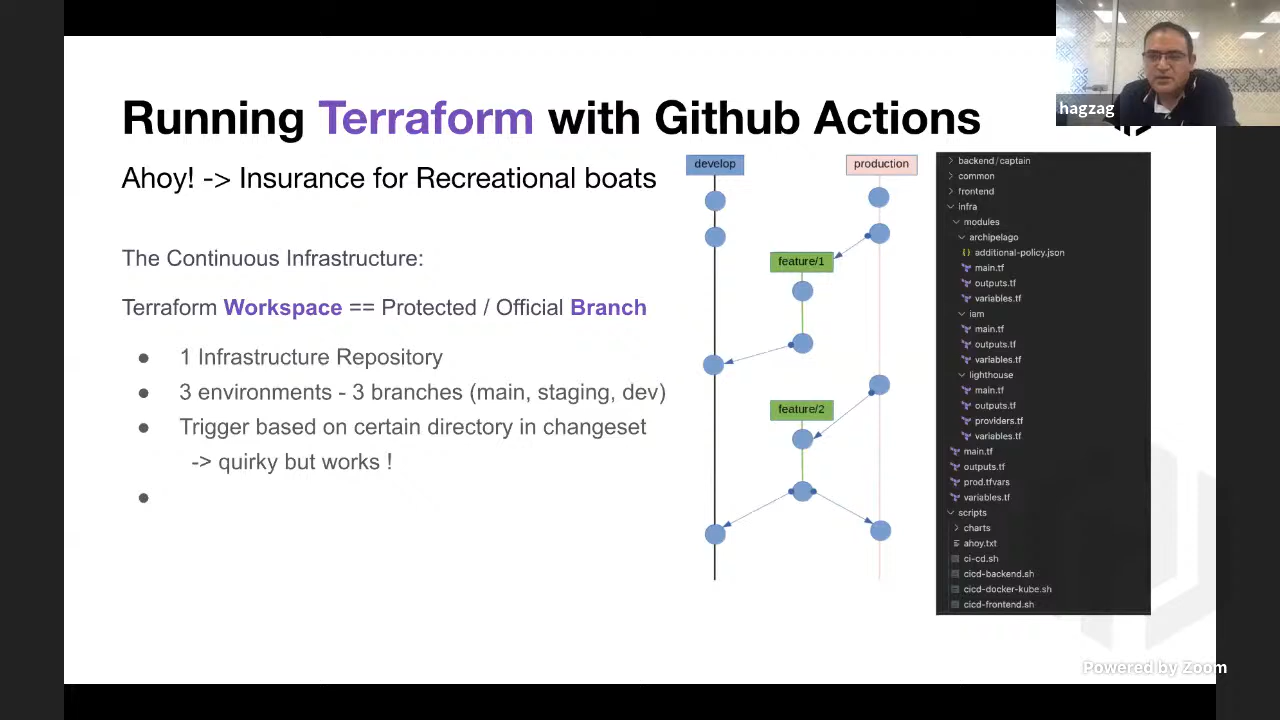 Running Terraform with Github Actions
Ahoy! -> Insurance for Recreational boats
The Continuous Infrastructure:
Terraform Workspace == Protected / Official Branch
● 1 Infrastructure Repository
● 3 environments - 3 branches (main, staging, dev)
● Trigger based on certain directory in changeset
-> quirky but works !
●
develop
production
feature/1
feature/2
backend/captain
common
frontend
infra
modules
archipelago
additional-policy.json
main.tf
outputs.tf
variables.tf
iam
main.tf
outputs.tf
variables.tf
lighthouse
main.tf
outputs.tf
providers.tf
variables.tf
main.tf
outputs.tf
prod.tfvars
variables.tf
scripts
charts
ahoy.txt
ci-cd.sh
cicd-backend.sh
cicd-docker-kube.sh
cicd-frontend.sh
hagzag
Powered by Zoom